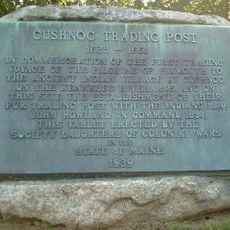 CUSHNOC TRADING POST
1628 – 1661
IN COMMEMORATION OF THE FIRST TRADING
VOYAGE OF THE PILGRIMS OF PLYMOUTH TO
THE ANCIENT INDIAN VILLAGE AT CUSHNOC
ON THE KENNEBEC RIVER 1625, AND ON
THIS SITE THE ESTABLISHMENT OF THEIR
FUR TRADING POST WITH THE INDIANS 1628
JOHN HOWLAND IN COMMAND 1634
THIS TABLET ERECTED BY THE
SOCIETY DAUGHTERS OF COLONIAL WARS
IN THE
STATE OF MAINE
1939